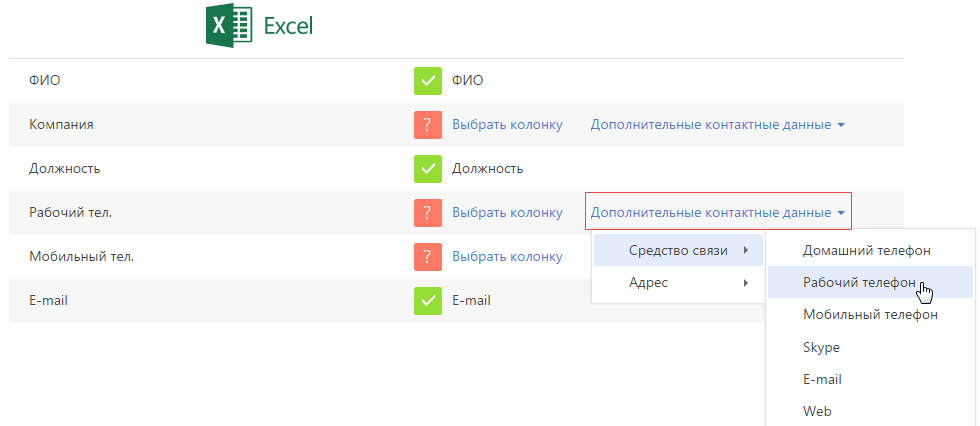 Excel
ФИО ФИО
Компания ? Выбрать колонку Дополнительные контактные данные
Должность Должность
Рабочий тел. ? Выбрать колонку Дополнительные контактные данные
Мобильный тел. ? Выбрать колонку Средство связи Домашний телефон
Адрес Рабочий телефон
E-mail E-mail Мобильный телефон
Skype
E-mail
Web